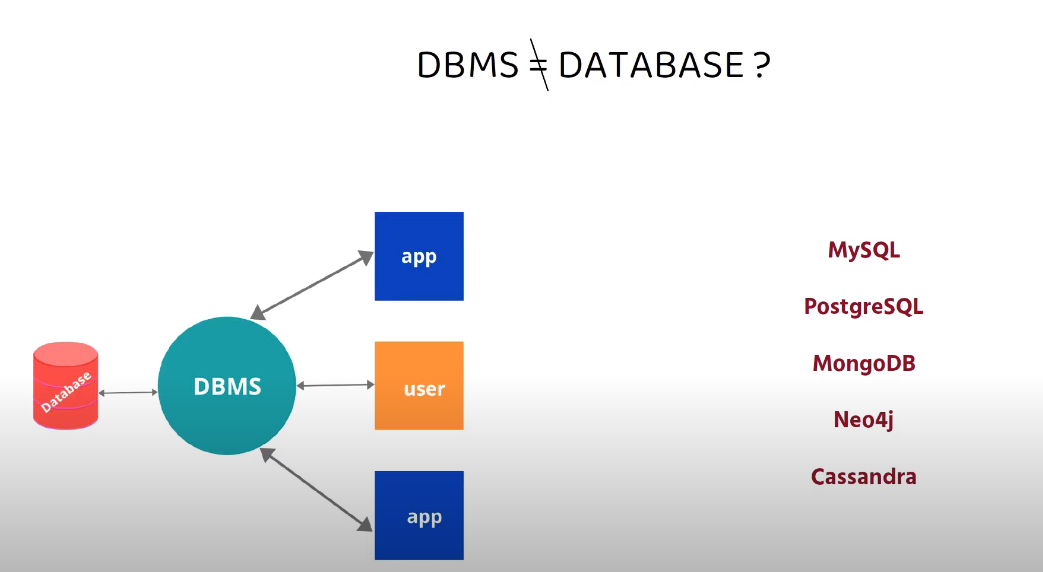 DBMS ≠ DATABASE ?
app
MySQL
PostgreSQL
Database
DBMS
user
MongoDB
Neo4j
Cassandra
app